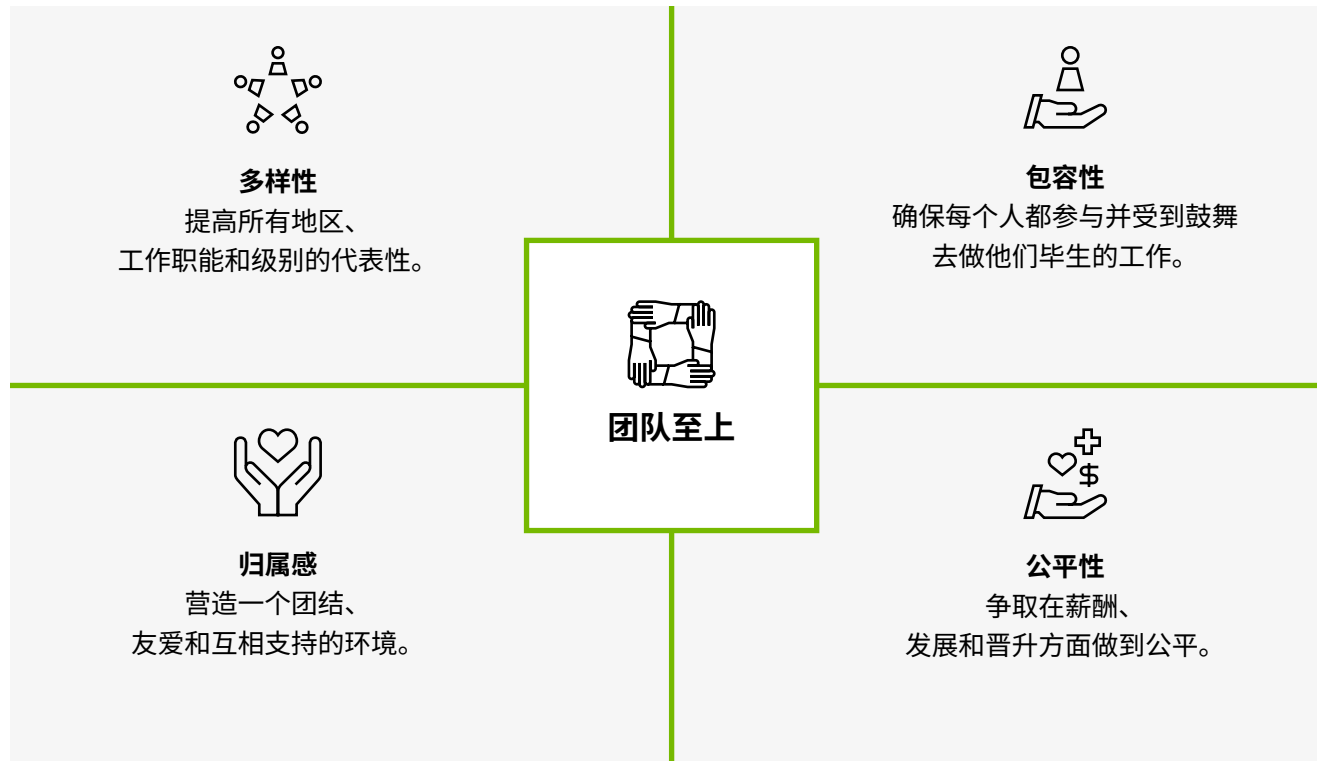 多样性
提高所有地区、
工作职能和级别的代表性。
包容性
确保每个人都参与并受到鼓舞
去做他们毕生的工作。
团队至上
归属感
营造一个团结、
友爱和互相支持的环境。
$
公平性
争取在薪酬、
发展和晋升方面做到公平。